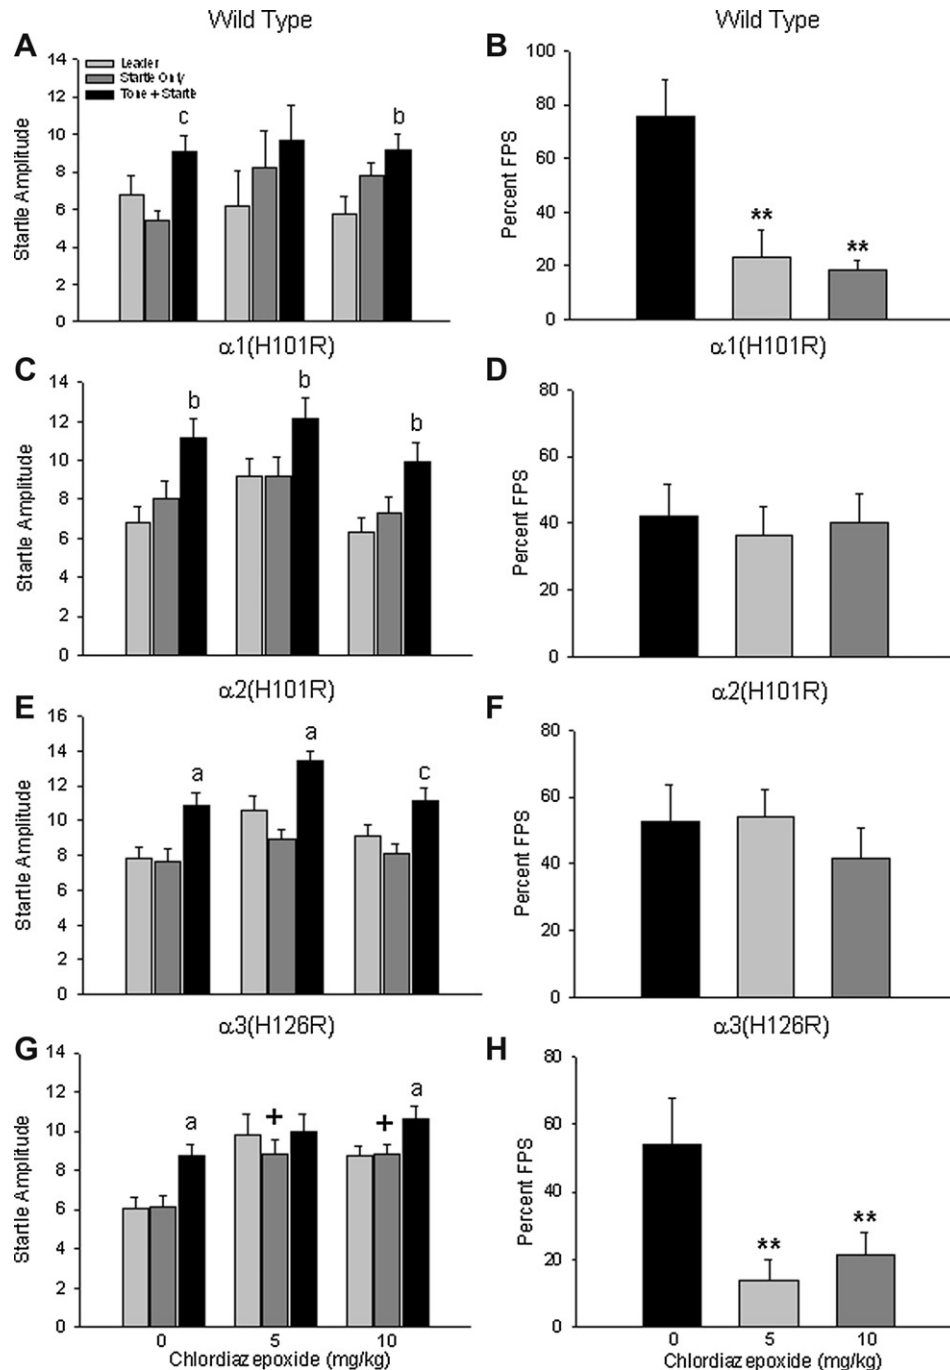 Wild Type
Wild Type
A
14
12
10
8
6
4
2
0
Startle Amplitude
Leader
Startle Only
Tone + Startle
c
b
B
100
80
60
40
20
0
Percent FPS
**
**
α1(H101R)
α1(H101R)
C
14
12
10
8
6
4
2
0
Startle Amplitude
b
b
b
D
80
60
40
20
0
Percent FPS
α2(H101R)
α2(H101R)
E
16
14
12
10
8
6
4
2
0
Startle Amplitude
a
a
c
F
80
60
40
20
0
Percent FPS
α3(H126R)
α3(H126R)
G
14
12
10
8
6
4
2
0
Startle Amplitude
a
+
+
a
0 5 10
Chlordiazepoxide (mg/kg)
H
80
60
40
20
0
Percent FPS
**
**
0 5 10
Chlordiazepoxide (mg/kg)